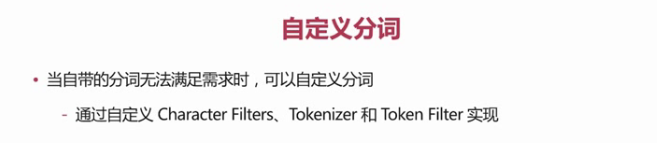 自定义分词
• 当自带的分词无法满足需求时，可以自定义分词
- 通过自定义 Character Filters、Tokenizer 和 Token Filter 实现